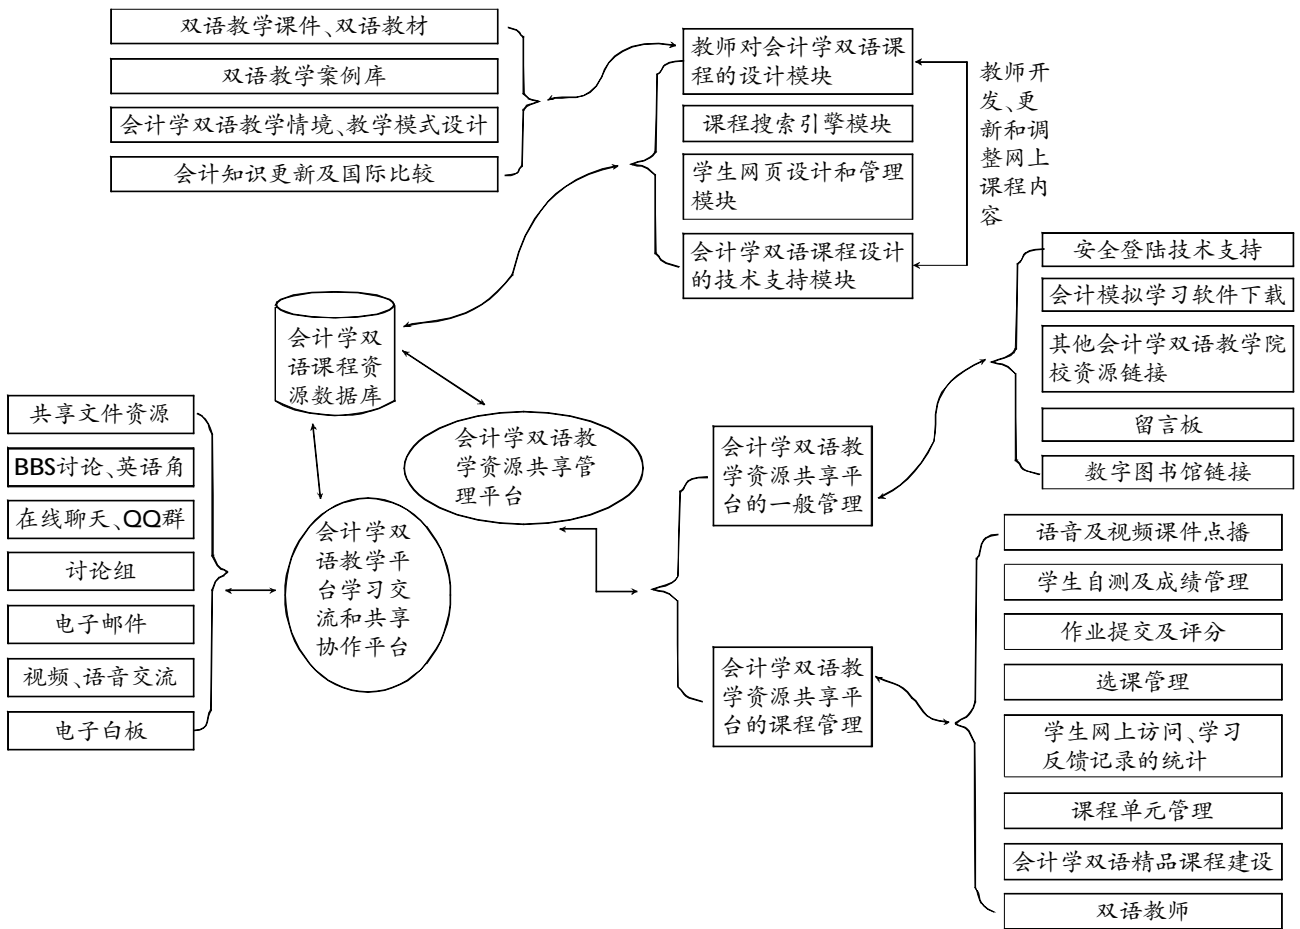 双语教学课件、双语教材
双语教学案例库
会计学双语教学情境、教学模式设计
会计知识更新及国际比较
教师对会计学双语课
程的设计模块
课程搜索引擎模块
学生网页设计和管理
模块
会计学双语课程设计
的技术支持模块
教师开
发、更
新和调
整网上
课程内
容
安全登陆技术支持
会计模拟学习软件下载
其他会计学双语教学院
校资源链接
留言板
数字图书馆链接
会计学双
语课程资
源数据库
会计学双语教
学资源共享管
理平台
会计学双语教
学资源共享平
台的一般管理
共享文件资源
BBS讨论、英语角
在线聊天、QQ群
讨论组
电子邮件
视频、语音交流
电子白板
会计学双
语教学平
台学习交
流和共享
协作平台
会计学双语教
学资源共享平
台的课程管理
语音及视频课件点播
学生自测及成绩管理
作业提交及评分
选课管理
学生网上访问、学习
反馈记录的统计
课程单元管理
会计学双语精品课程建设
双语教师